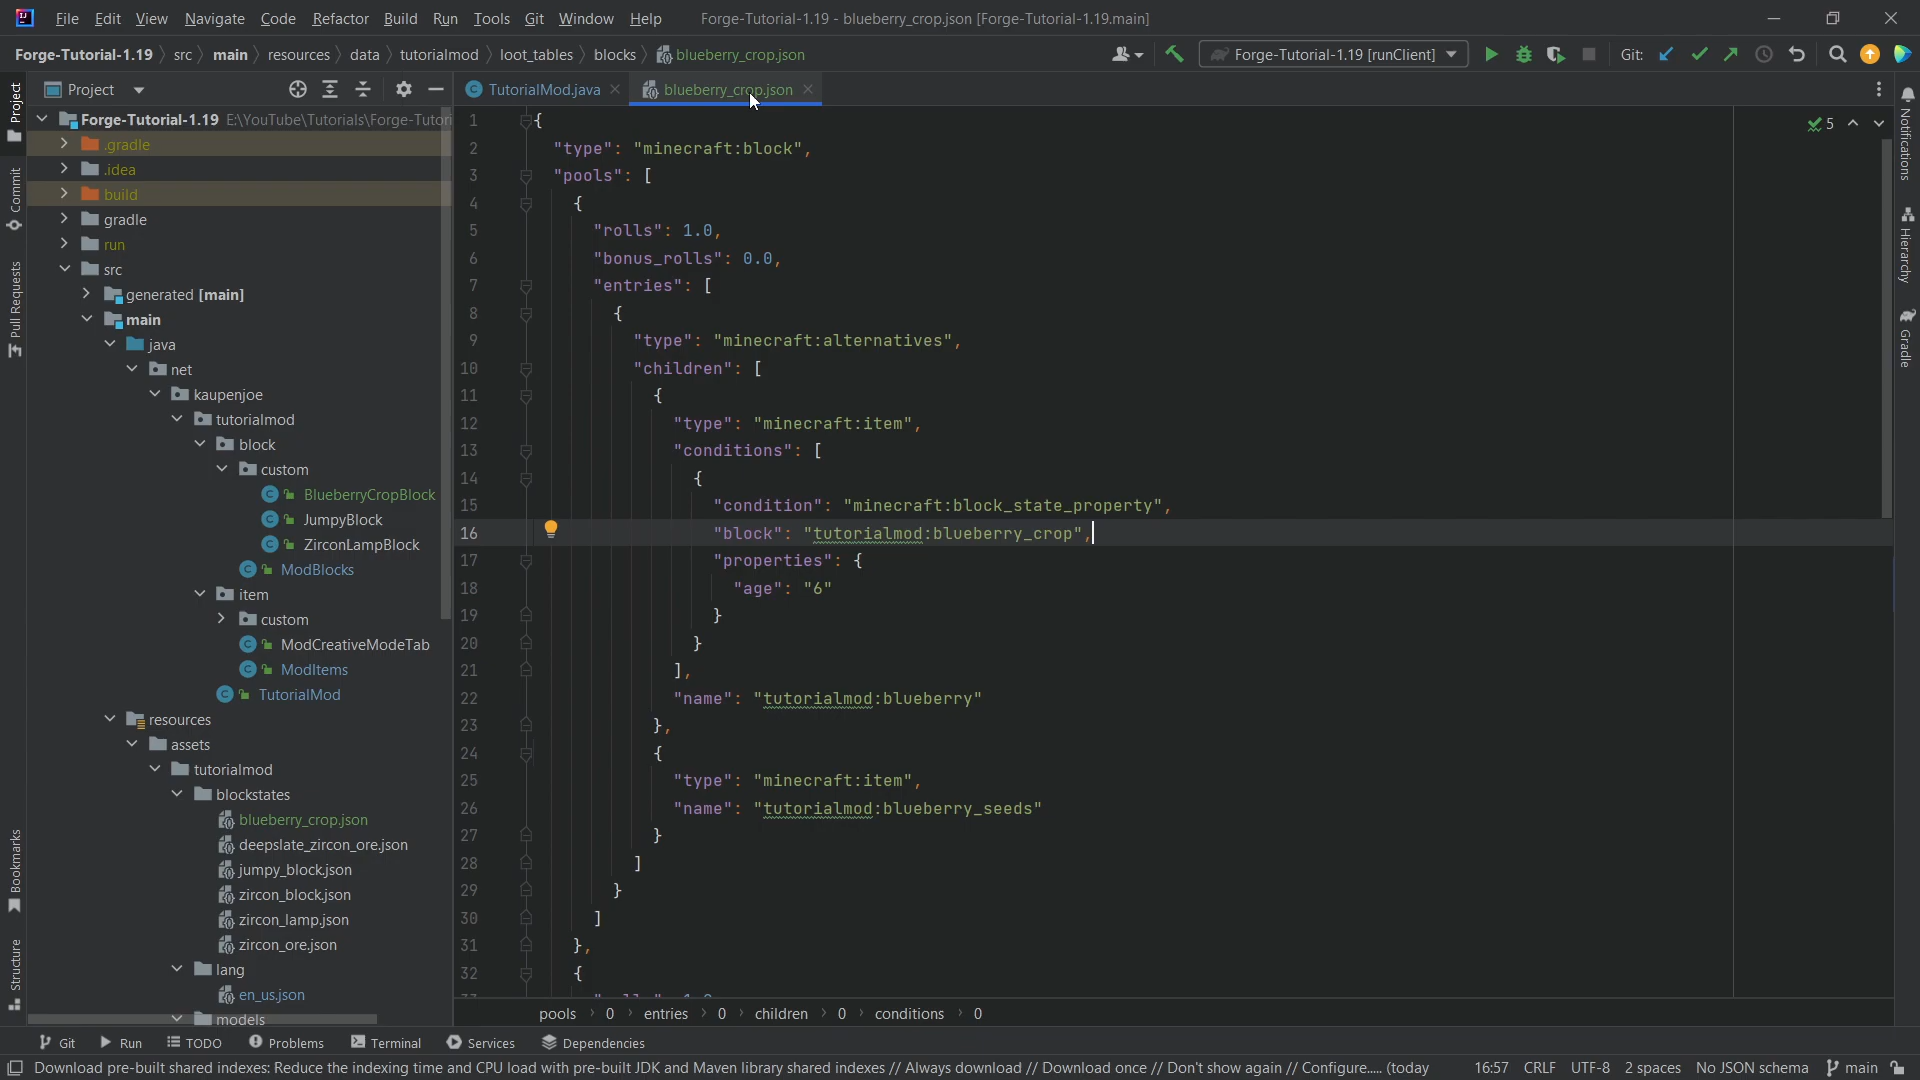 File Edit View Navigate Code Refactor Build Run Tools Git Window Help Forge-Tutorial-1.19 - blueberry_crop.json [Forge-Tutorial-1.19.main]
Forge-Tutorial-1.19 src main resources data tutorialmod loot_tables blocks blueberry_crop.json Forge-Tutorial-1.19 [runClient] Git:
Project TutorialMod.java blueberry_crop.json
Forge-Tutorial-1.19 E:\YouTube\Tutorials\Forge-Tutor
.gradle
.idea
build
gradle
run
src
generated [main]
main
java
net
kaupenjoe
tutorialmod
block
custom
BlueberryCropBlock
JumpyBlock
ZirconLampBlock
ModBlocks
item
custom
ModCreativeModeTab
ModItems
TutorialMod
resources
assets
tutorialmod
blockstates
blueberry_crop.json
deepslate_zircon_ore.json
jumpy_block.json
zircon_block.json
zircon_lamp.json
zircon_ore.json
lang
en_us.json
models
Project
Commit
Pull Requests
Bookmarks
Structure
1 {
2 "type": "minecraft:block",
3 "pools": [
4 {
5 "rolls": 1.0,
6 "bonus_rolls": 0.0,
7 "entries": [
8 {
9 "type": "minecraft:alternatives",
10 "children": [
11 {
12 "type": "minecraft:item",
13 "conditions": [
14 {
15 "condition": "minecraft:block_state_property",
16 "block": "tutorialmod:blueberry_crop",
17 "properties": {
18 "age": "6"
19 }
20 }
21 ],
22 "name": "tutorialmod:blueberry"
23 },
24 {
25 "type": "minecraft:item",
26 "name": "tutorialmod:blueberry_seeds"
27 }
28 ]
29 }
30 ]
31 },
32 {
5
Notifications
Hierarchy
Gradle
pools 0 entries 0 children 0 conditions 0
Git Run TODO Problems Terminal Services Dependencies
Download pre-built shared indexes: Reduce the indexing time and CPU load with pre-built JDK and Maven library shared indexes // Always download // Download once // Don't show again // Configure..... (today 16:57 CRLF UTF-8 2 spaces No JSON schema main